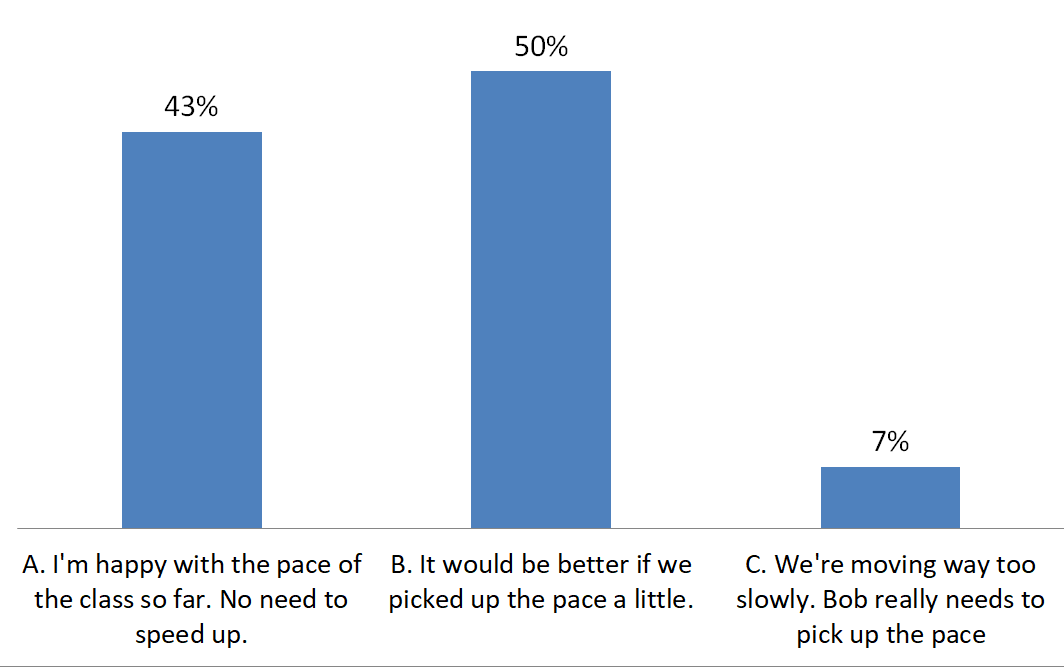 50%
43%
7%
A. I'm happy with the pace of
the class so far. No need to
speed up.
B. It would be better if we
picked up the pace a little.
C. We're moving way too
slowly. Bob really needs to
pick up the pace